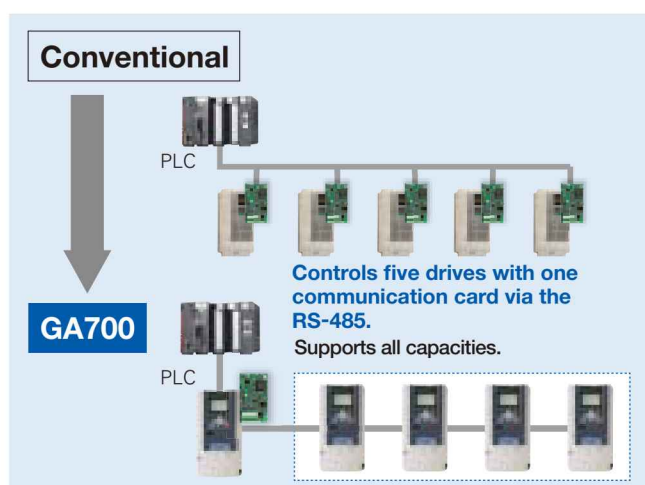 Conventional
PLC
Controls five drives with one
communication card via the
RS-485.
Supports all capacities.
GA700
PLC